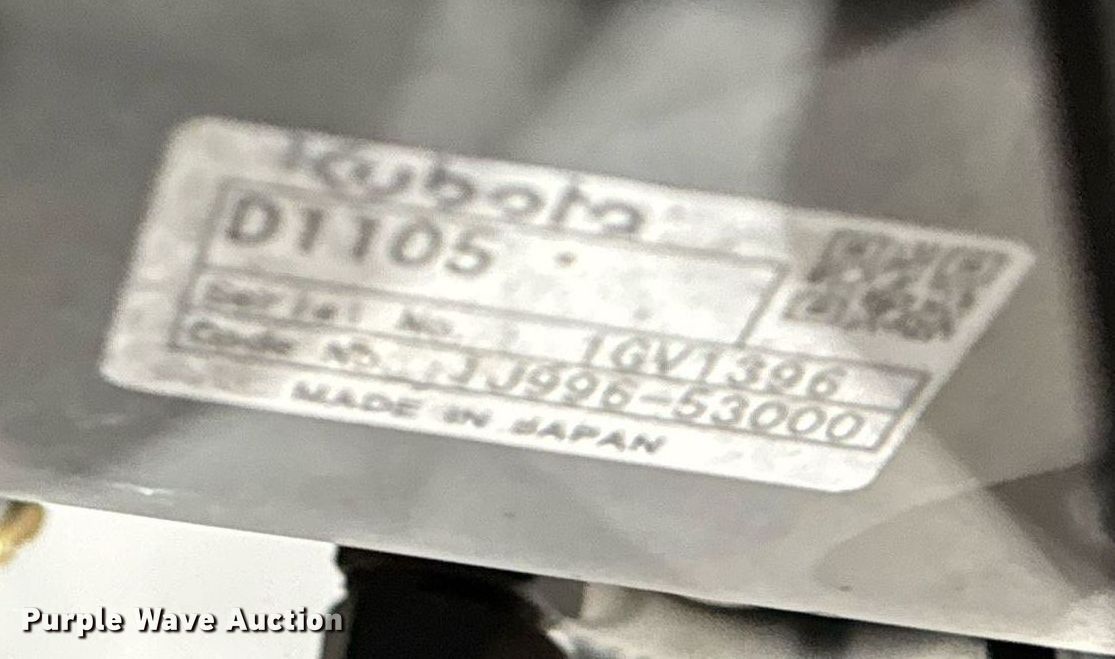 Kubota
D1105
Serial No. 1GV1396
Code No. 1J996-53000
MADE IN JAPAN
Purple Wave Auction